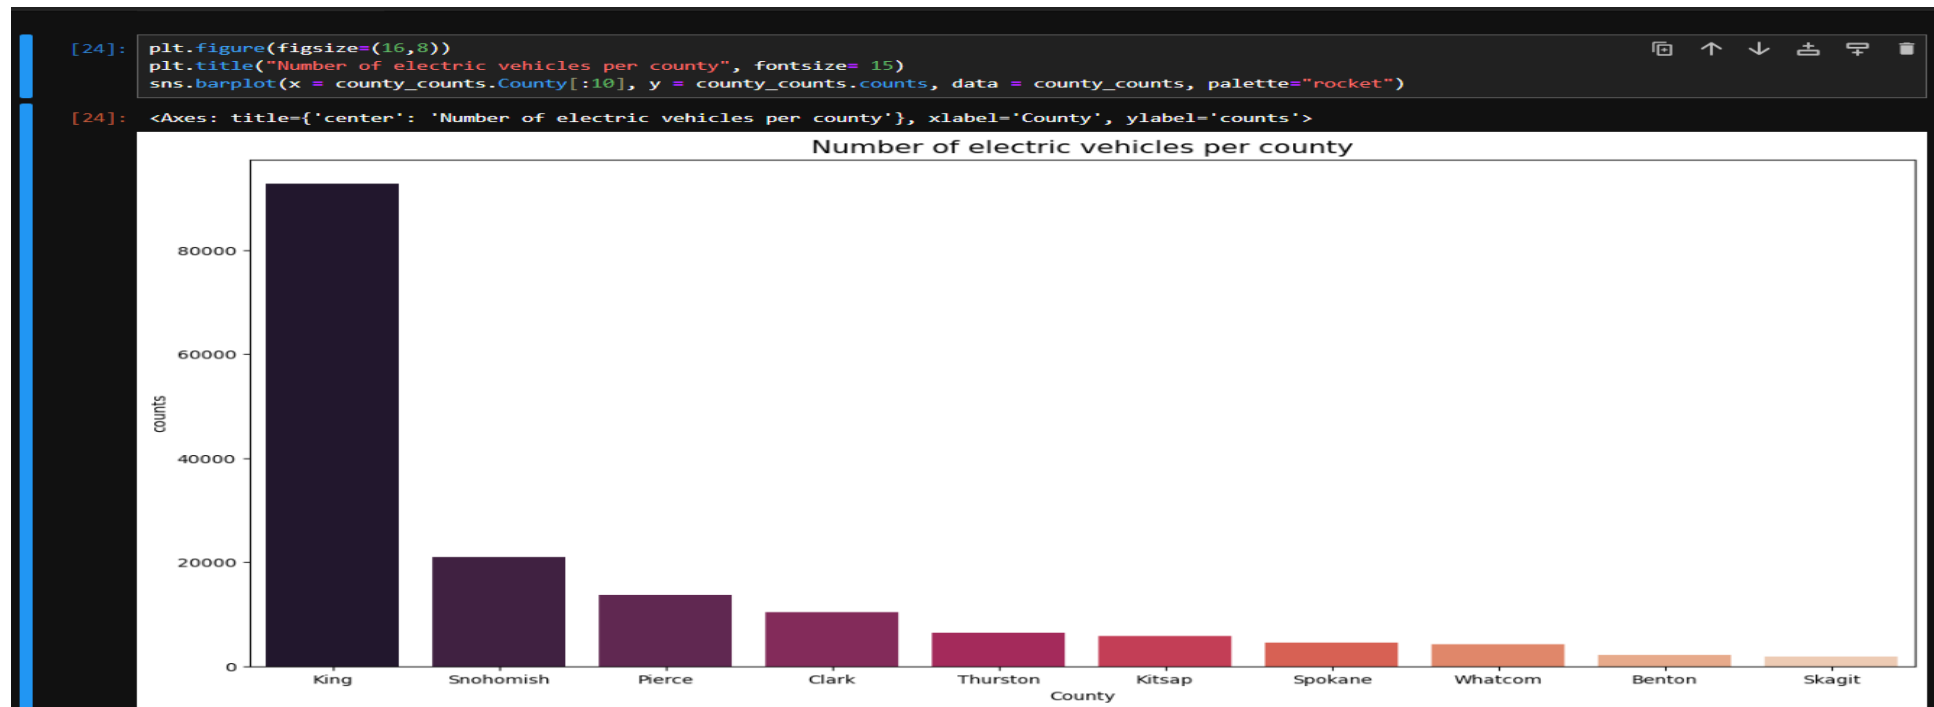 [24]: plt.figure(figsize=(16,8))
plt.title("Number of electric vehicles per county", fontsize= 15)
sns.barplot(x = county_counts.County[:10], y = county_counts.counts, data = county_counts, palette="rocket")
[24]: <Axes: title={'center': 'Number of electric vehicles per county'}, xlabel='County', ylabel='counts'>
Number of electric vehicles per county
80000
60000
counts
40000
20000
0
King Snohomish Pierce Clark Thurston Kitsap Spokane Whatcom Benton Skagit
County